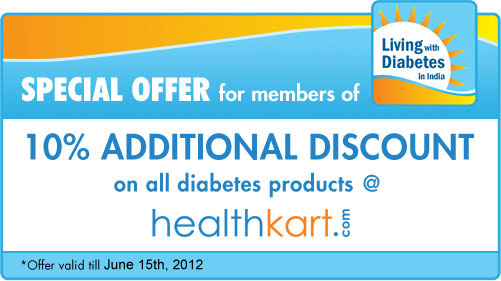 SPECIAL OFFER for members of
Living with
Diabetes
in India
10% ADDITIONAL DISCOUNT
on all diabetes products @
healthkart.com
*Offer valid till June 15th, 2012